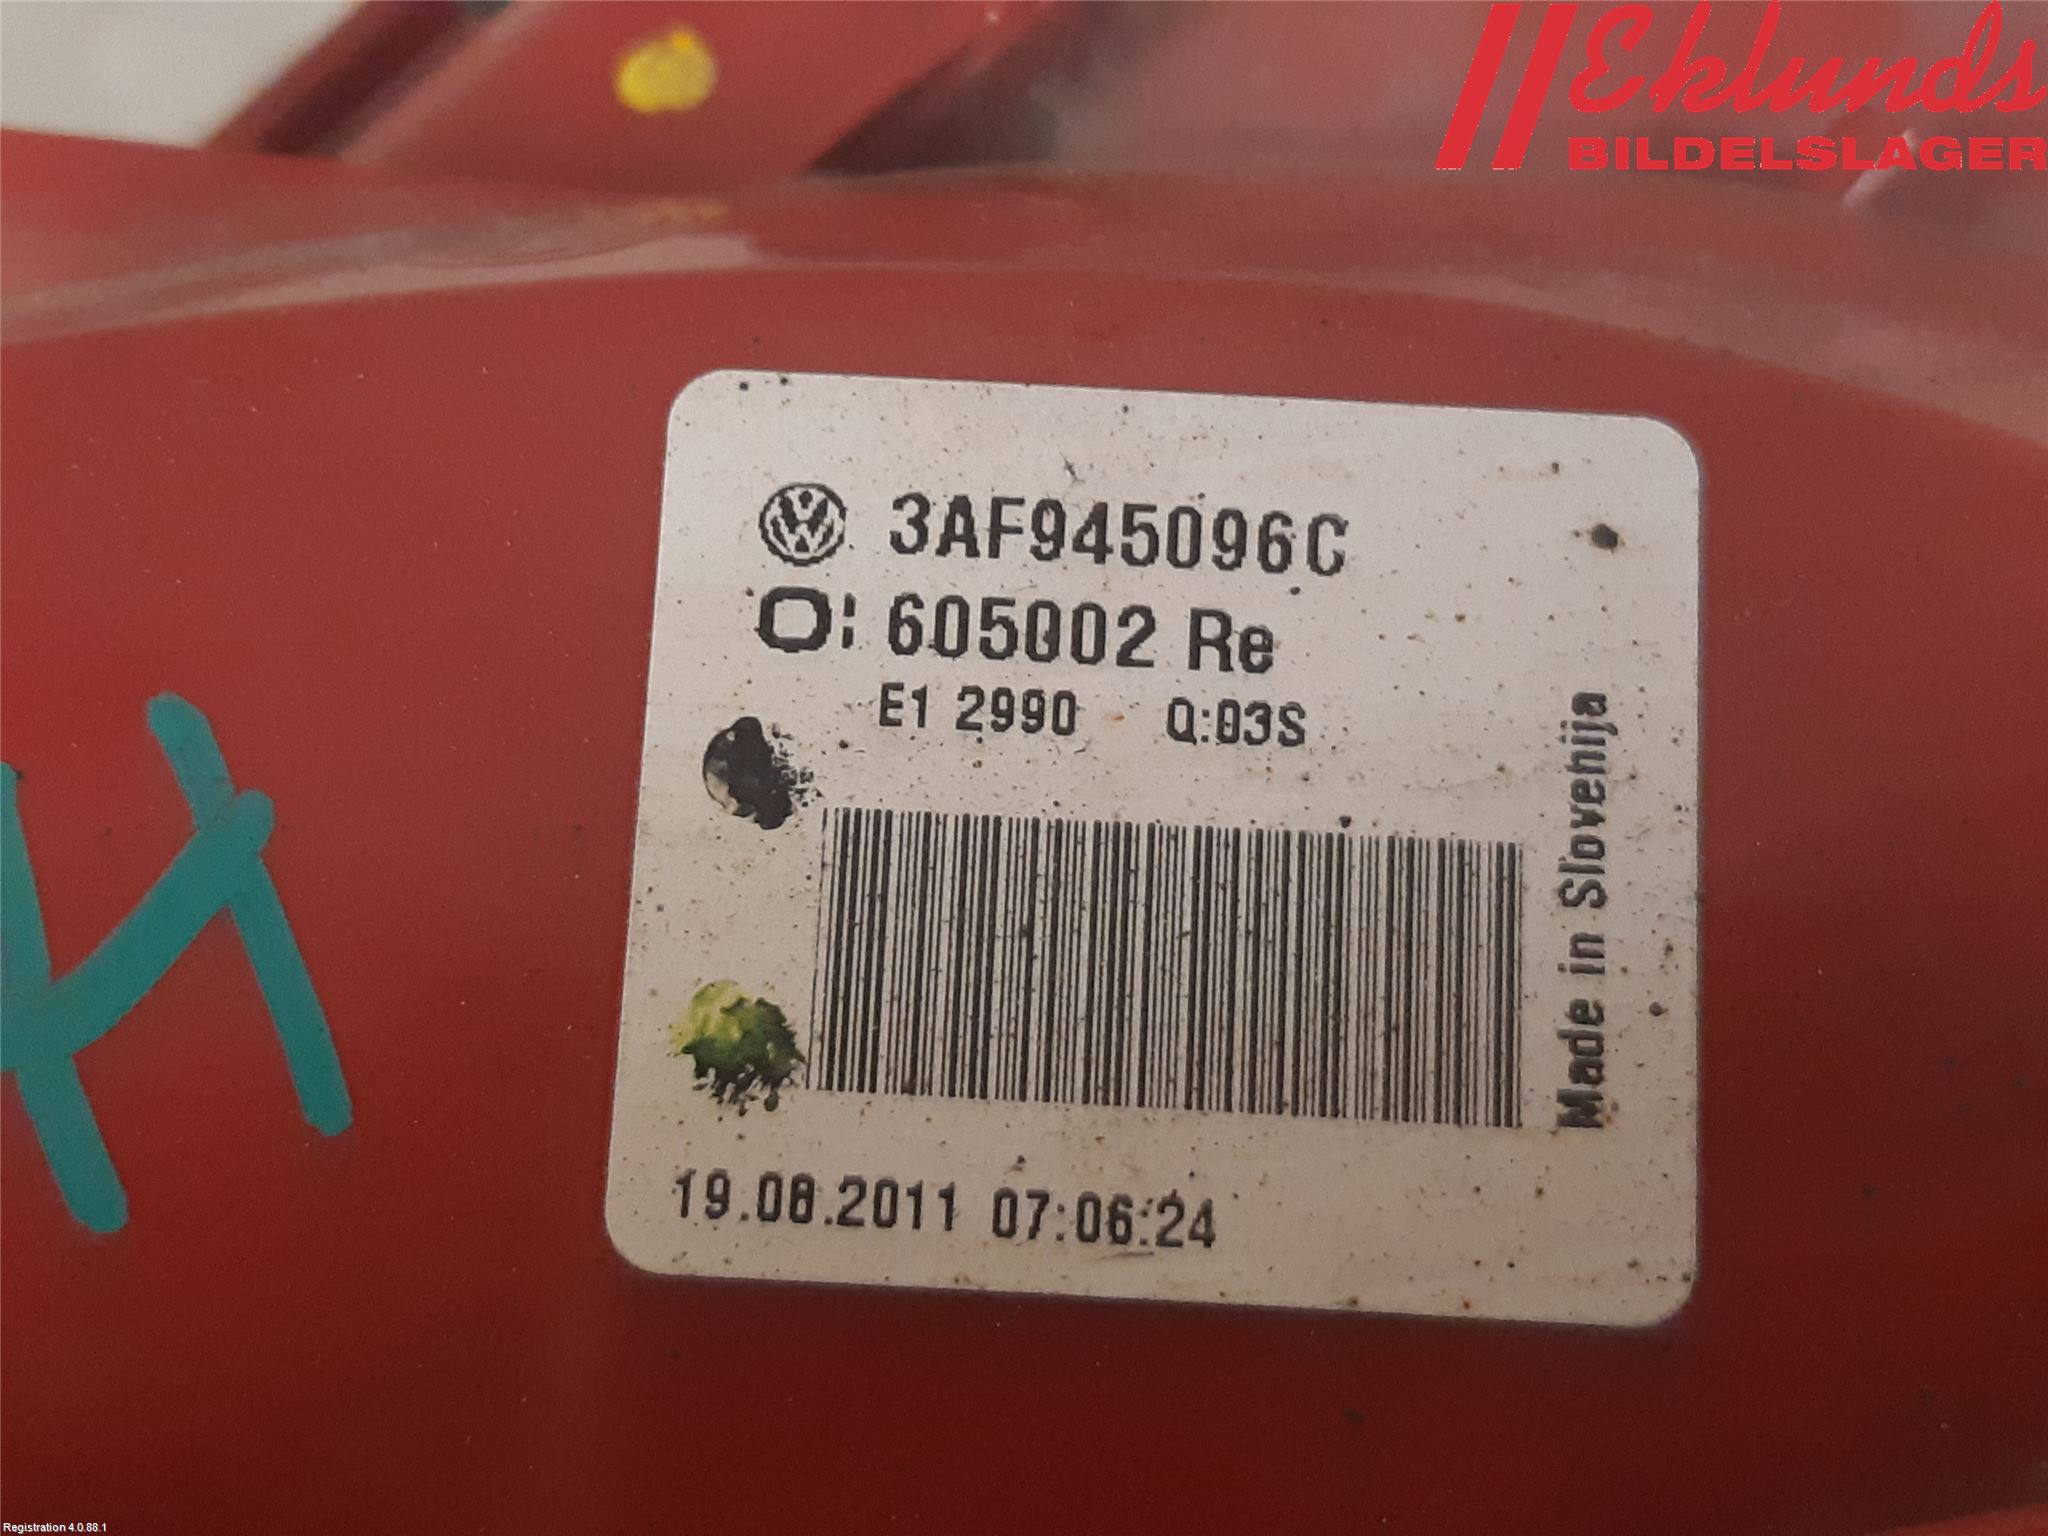 Eklunds
BILDELSLAGER
3AF945096C
O: 605002 Re
E1 2990 Q:03S
Made in Slovenija
19.08.2011 07:06:24
H
Registration 4.0.88.1